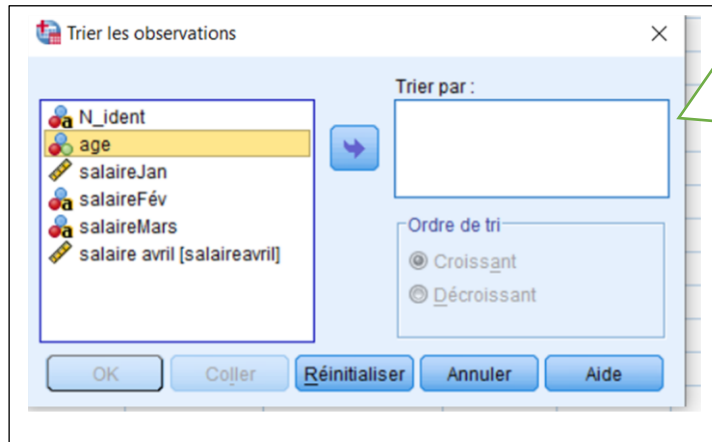 Trier les observations
Trier par :
N_ident
age
salaireJan
salaireFév
salaireMars
salaire avril [salaireavril]
Ordre de tri
Croissant
Décroissant
OK Coller Réinitialiser Annuler Aide